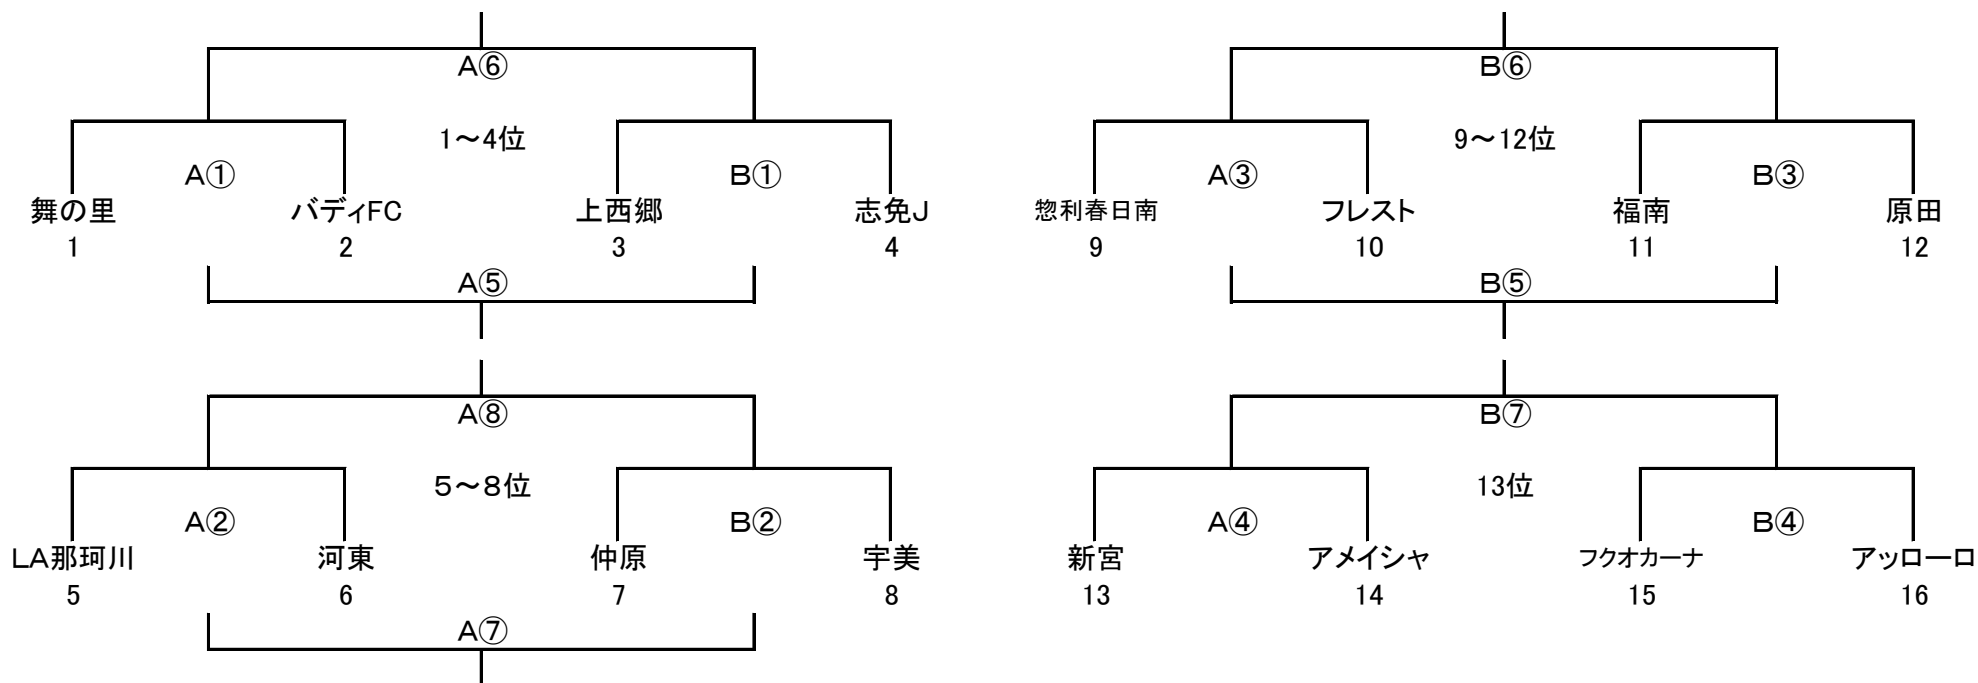 A⑥
1～4位
A① B①
舞の里 バディFC 上西郷 志免J
1 2 3 4
A⑤
B⑥
9～12位
A③ B③
惣利春日南 フレスト 福南 原田
9 10 11 12
B⑤
A⑧
5～8位
A② B②
LA那珂川 河東 仲原 宇美
5 6 7 8
A⑦
B⑦
13位
A④ B④
新宮 アメイシャ フクオカーナ アッローロ
13 14 15 16